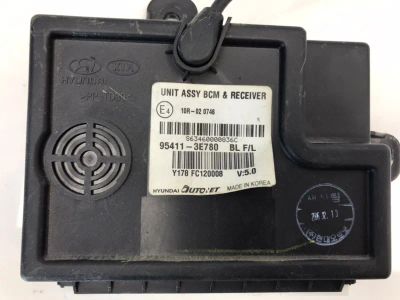 HYUNDAI KIA
UNIT ASSY BCM & RECEIVER
E4 10R-02 0746
S63460000836C
95411-3E780 BL F/L
Y178 FC120008 V:5.0
HYUNDAI AUTONET MADE IN KOREA